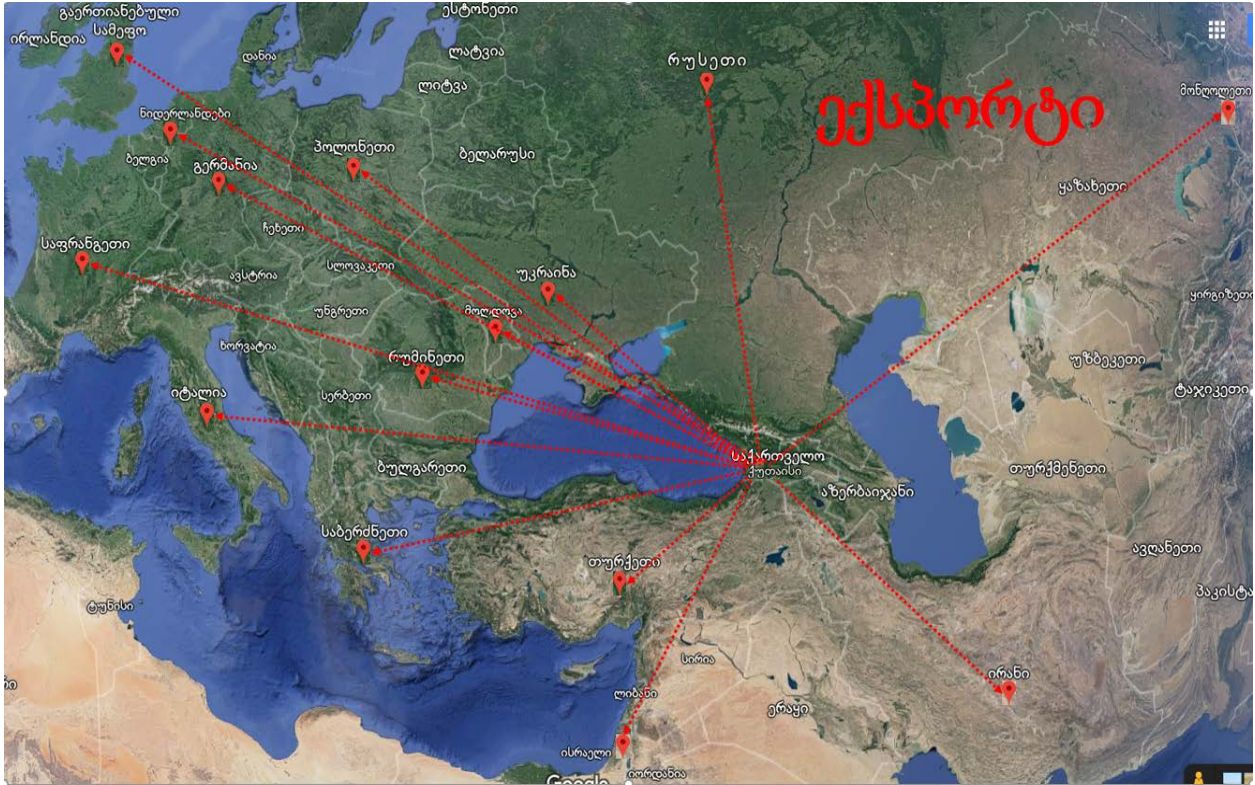 გაერთიანებული
სამეფო
ესტონეთი
ირლანდია
დანია
ლატვია
რუსეთი
ლიტვა
ექსპორტი
მონღოლეთი
ნიდერლანდები
ბელგია
გერმანია
პოლონეთი
ბელარუსი
ყაზახეთი
ჩეხეთი
საფრანგეთი
ავსტრია
სლოვაკეთი
უკრაინა
ყირგიზეთი
უნგრეთი
მოლდოვა
ხორვატია
რუმინეთი
უზბეკეთი
იტალია
სერბეთი
ტაჯიკეთი
ბულგარეთი
საქართველო
ქუთაისი
თურქმენეთი
აზერბაიჯანი
საბერძნეთი
თურქეთი
ავღანეთი
ტუნისი
პაკისტა
სირია
ირანი
რი
ლიბანი
ერაყი
ისრაელი
იორდანია
Google